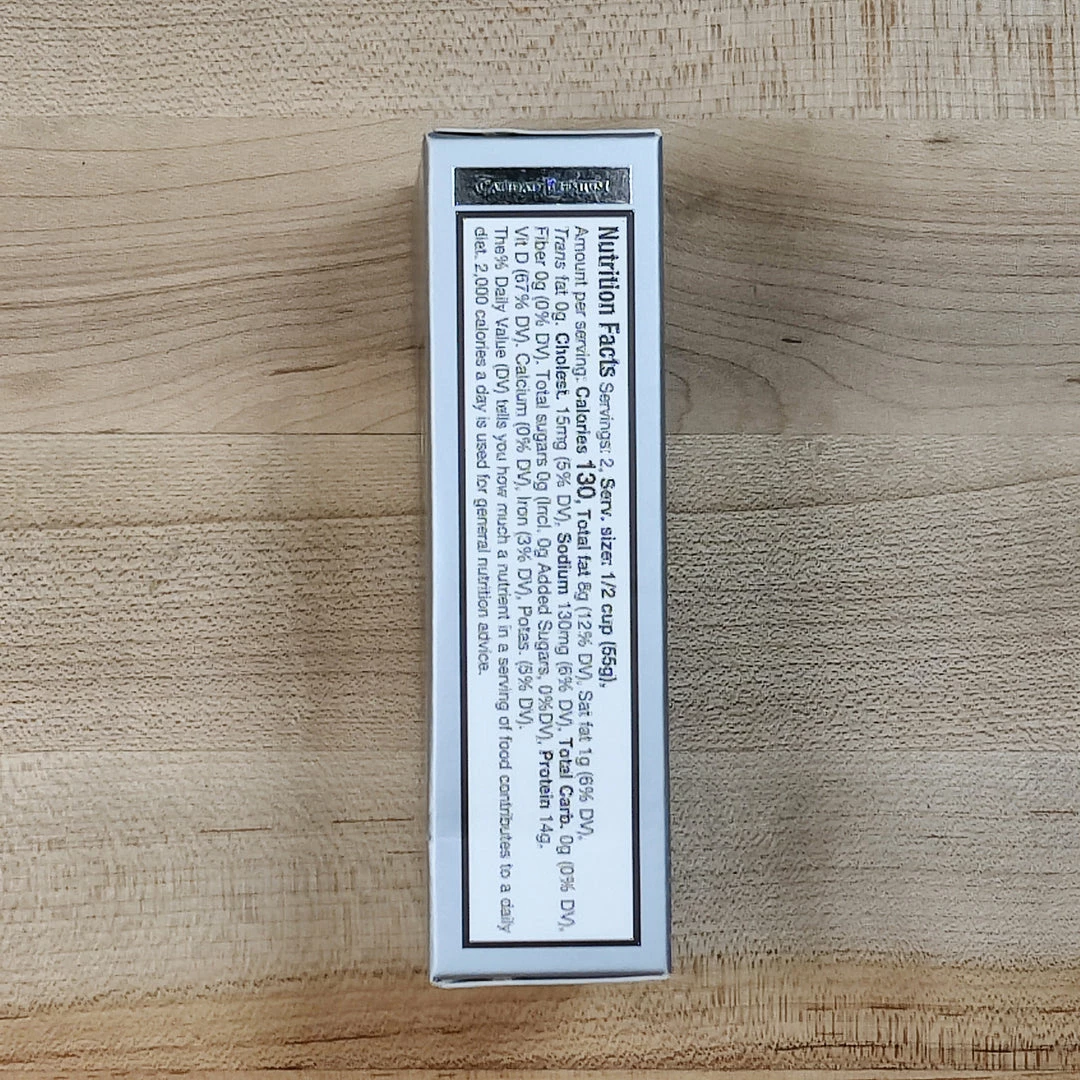 Nutrition Facts Servings: 2, Serv. size: 1/2 cup (55g),
Amount per serving: Calories 130, Total fat 8g (12% DV), Sat fat 1g (6% DV),
Trans fat 0g, Cholest. 15mg (5% DV), Sodium 130mg (6% DV), Total Carb. 0g (0% DV),
Fiber 0g (0% DV), Total sugars 0g (Incl. 0g Added Sugars, 0%DV), Protein 14g,
Vit D (67% DV), Calcium (0% DV), Iron (3% DV), Potas. (5% DV).
The% Daily Value (DV) tells you how much a nutrient in a serving of food contributes to a daily
diet. 2,000 calories a day is used for general nutrition advice.